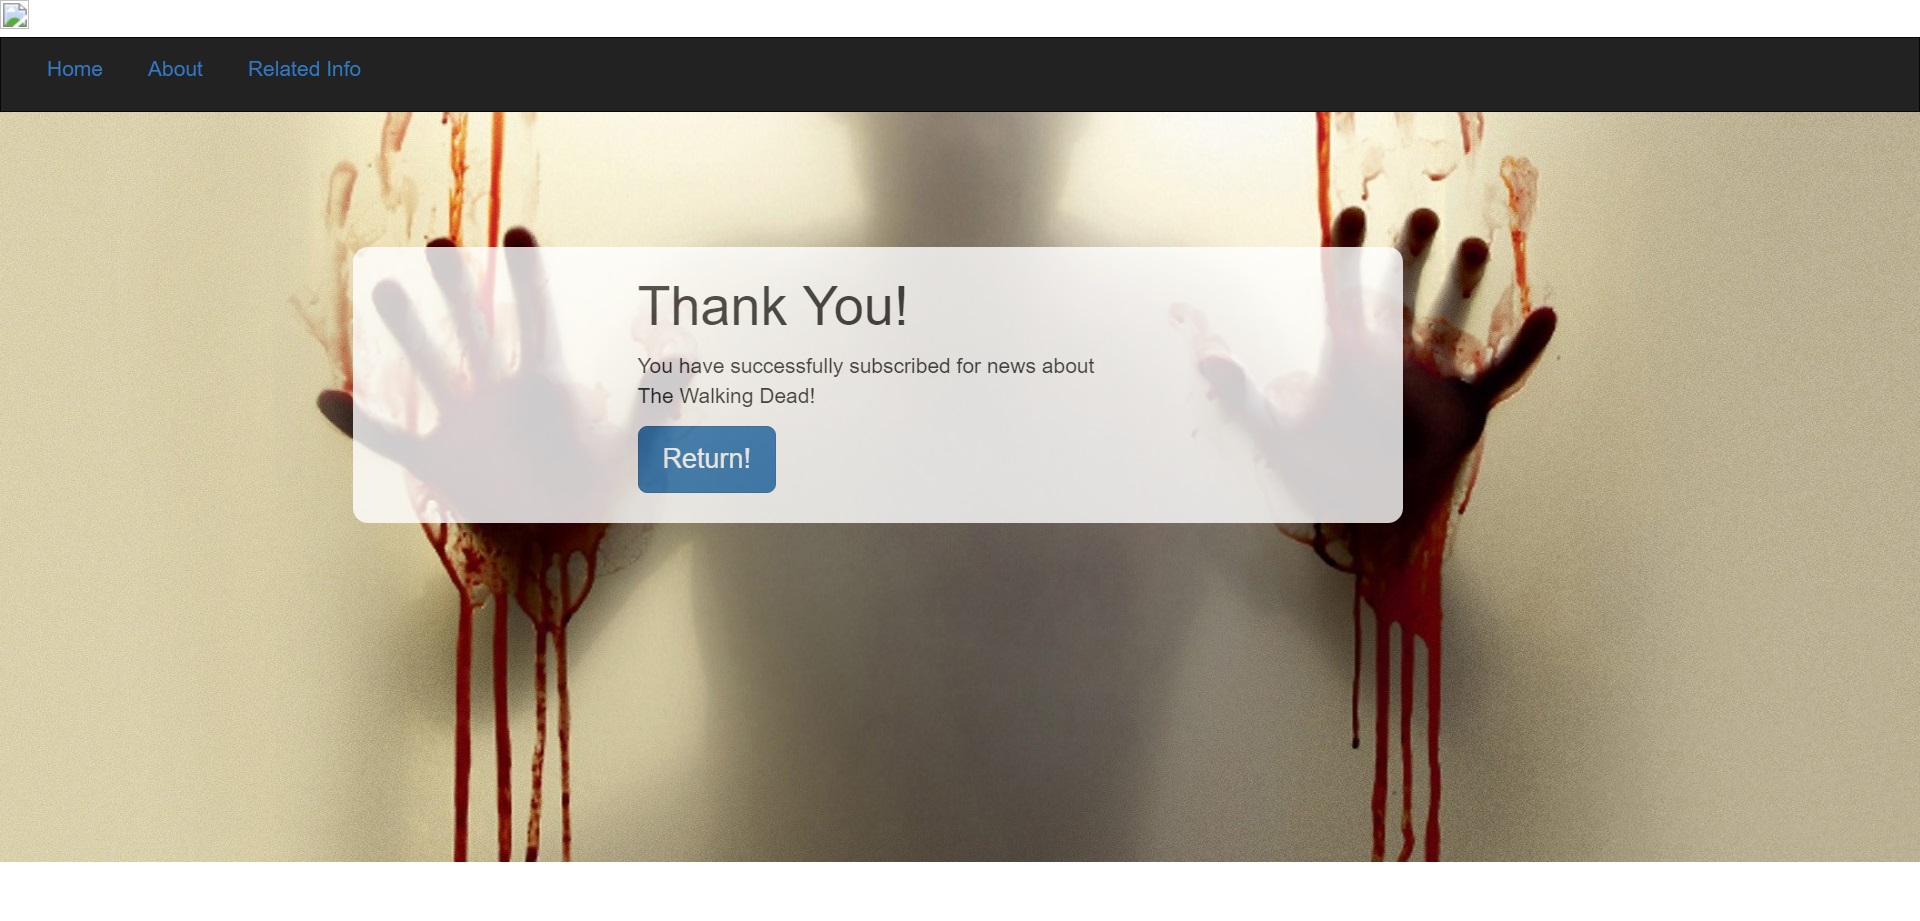 Home About Related Info
Thank You!
You have successfully subscribed for news about
The Walking Dead!
Return!